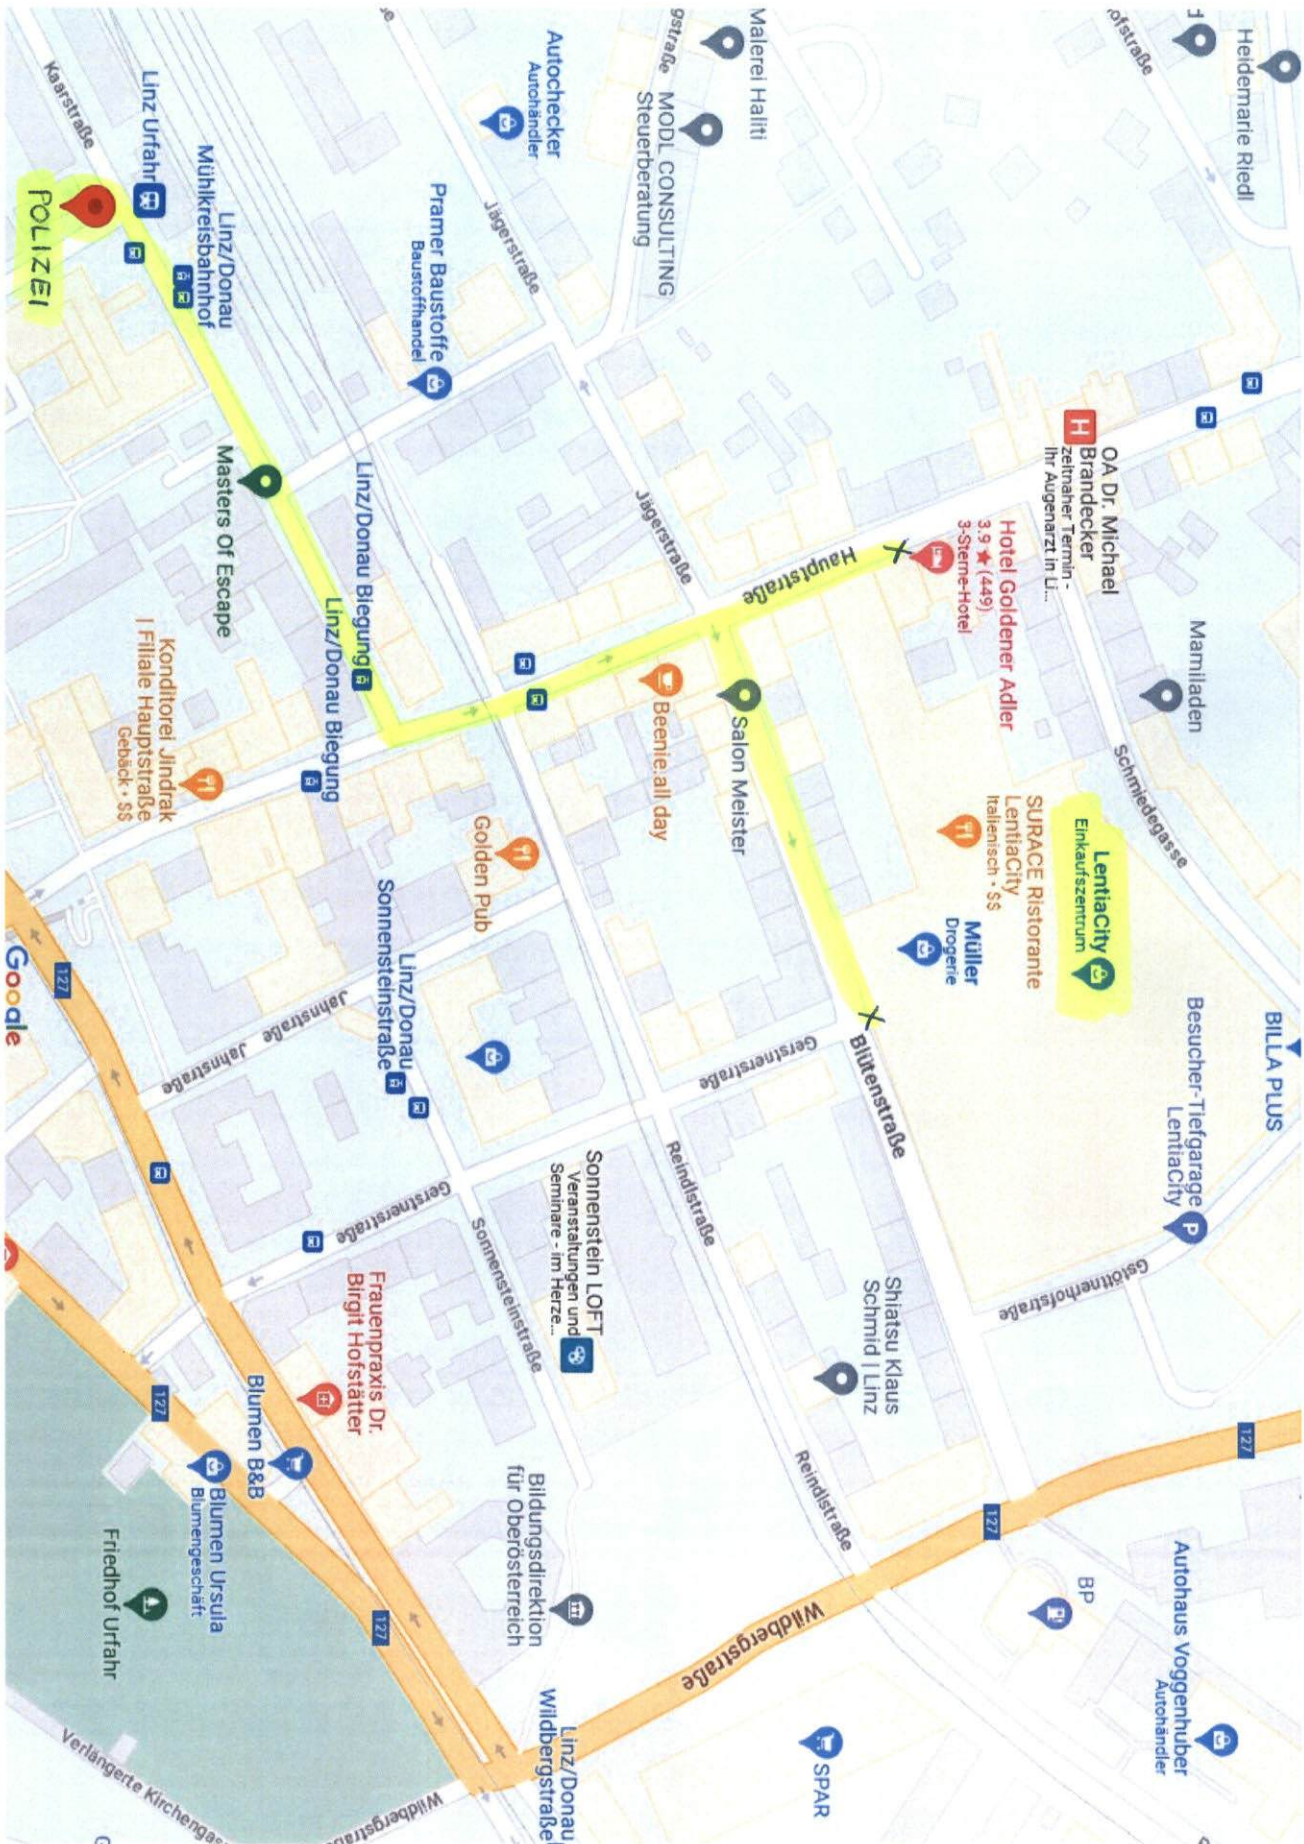 Heidemarie Riedl
BILLA PLUS
127
Autohaus Voggenhuber
Autohändler
Mamiladen
Besucher-Tiefgarage
LentiaCity
P
OA Dr. Michael
Brandecker
zeitnaher Termin -
Ihr Augenarzt in Li...
H
Schmiedegasse
LentiaCity
Einkaufszentrum
Gstöttnerhofstraße
BP
Hotel Goldener Adler
3.9 ★ (449)
3-Sterne-Hotel
SURACE Ristorante
LentiaCity
Italienisch • $$
Müller
Drogerie
127
X
Hauptstraße
X
Blütenstraße
Shiatsu Klaus
Schmid | Linz
SPAR
Malerei Haliti
Reindlstraße
Wildbergstraße
Salon Meister
Gerstnerstraße
MODL CONSULTING
Steuerberatung
Jägerstraße
Beenie.all day
Reindlstraße
Sonnenstein LOFT
Veranstaltungen und
Seminare - im Herze...
Linz/Donau
Wildbergstraße
Autochecker
Autohändler
Jägerstraße
Golden Pub
Sonnensteinstraße
Bildungsdirektion
für Oberösterreich
Pramer Baustoffe
Baustoffhandel
Linz/Donau
Sonnensteinstraße
Gerstnerstraße
Wildbergstraße
127
Linz/Donau Biegung
Linz/Donau Biegung
Jahnstraße
Frauenpraxis Dr.
Birgit Hofstätter
Linz/Donau
Mühlkreisbahnhof
Masters Of Escape
Jahnstraße
Blumen B&B
Blumen Ursula
Blumengeschäft
127
Linz Urfahr
Konditorei Jindrak
| Filiale Hauptstraße
Gebäck • $$
Friedhof Urfahr
Verlängerte Kirchengas
Kaarstraße
127
POLIZEI
Google